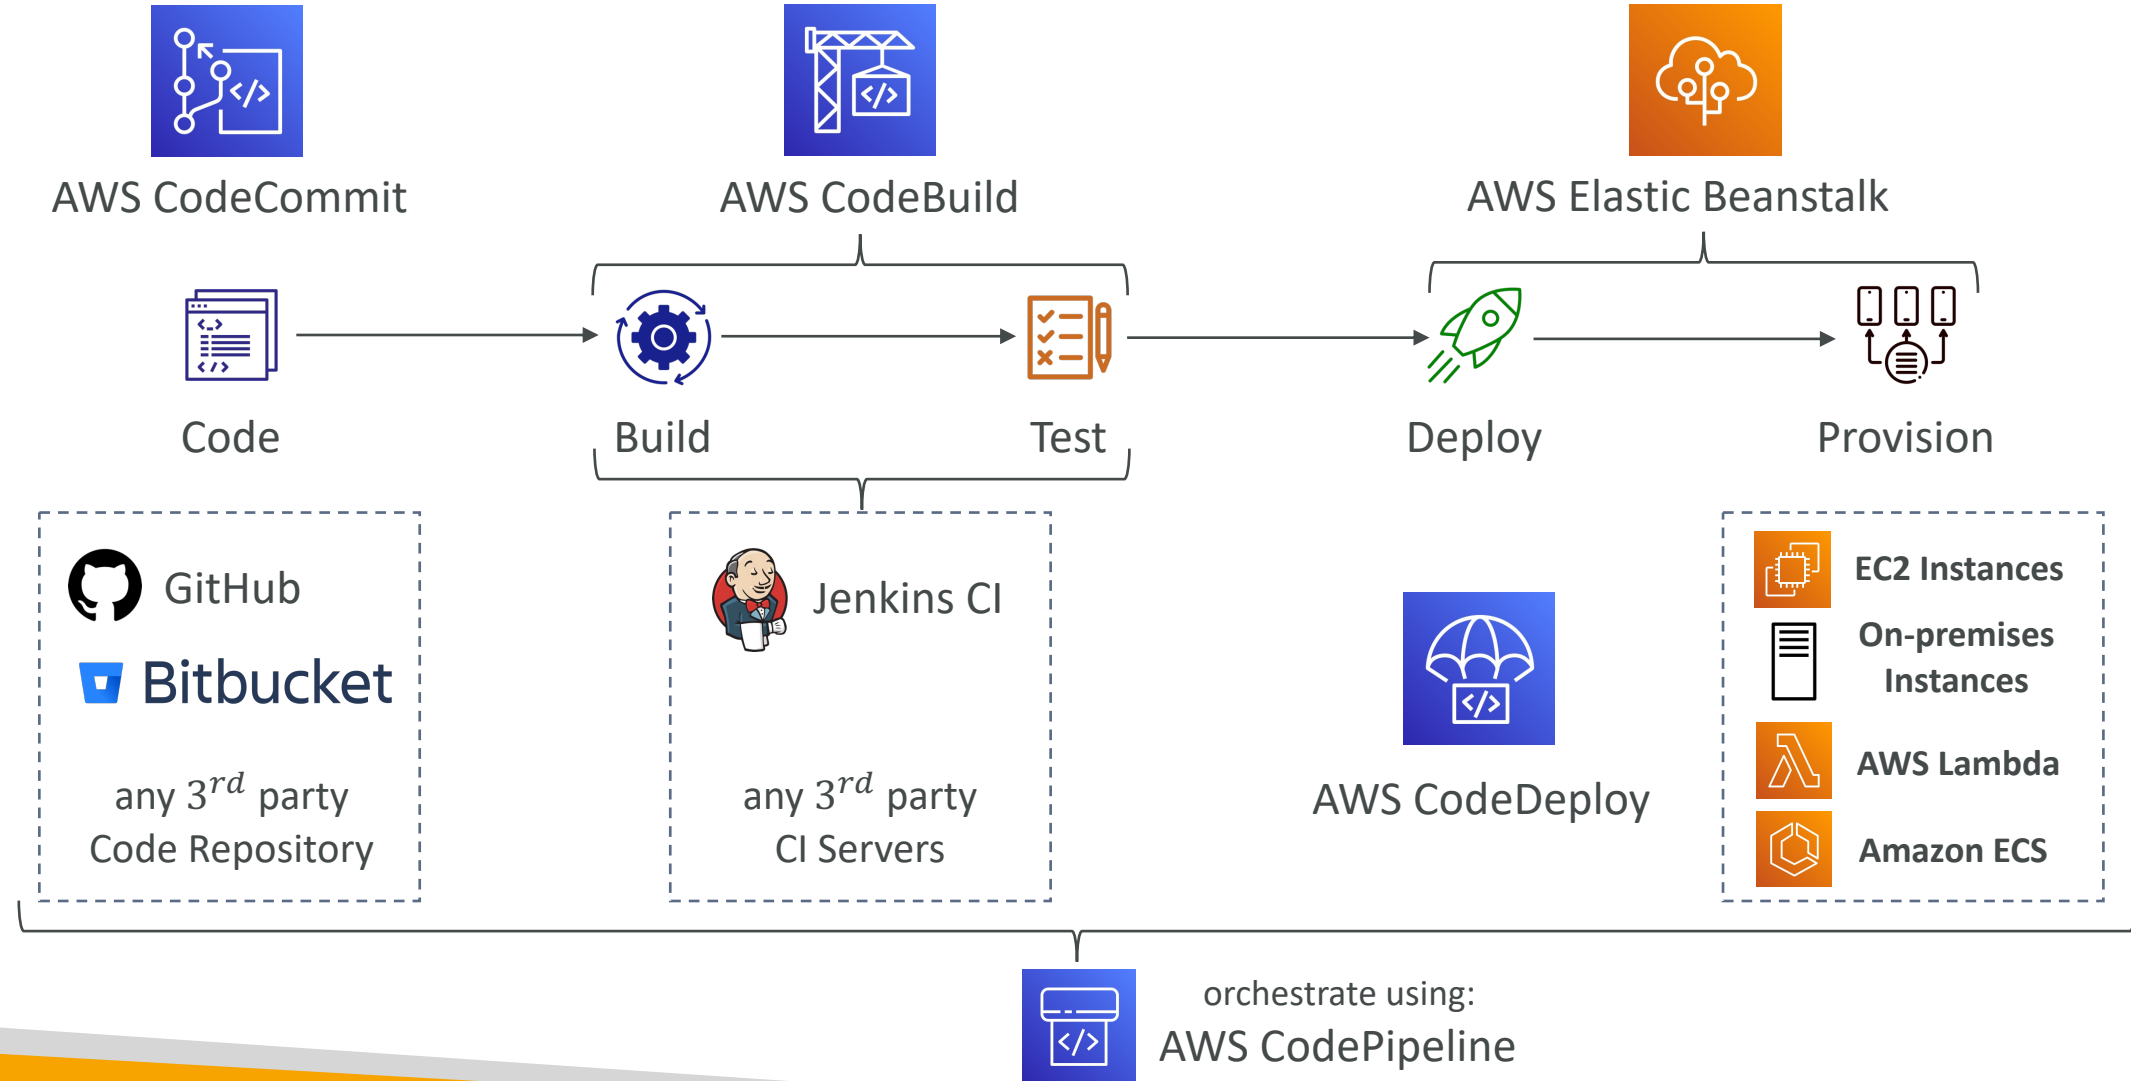 AWS CodeCommit
AWS CodeBuild
AWS Elastic Beanstalk
Code
Build
Test
Deploy
Provision
GitHub
Bitbucket
any 3rd party
Code Repository
Jenkins CI
any 3rd party
CI Servers
AWS CodeDeploy
EC2 Instances
On-premises
Instances
AWS Lambda
Amazon ECS
orchestrate using:
AWS CodePipeline